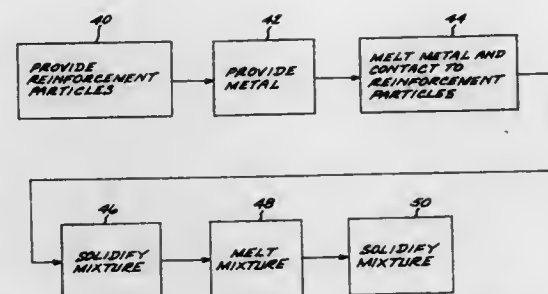 40
PROVIDE
REINFORCEMENT
PARTICLES
42
PROVIDE
METAL
44
MELT METAL AND
CONTACT TO
REINFORCEMENT
PARTICLES
46
SOLIDIFY
MIXTURE
48
MELT
MIXTURE
50
SOLIDIFY
MIXTURE